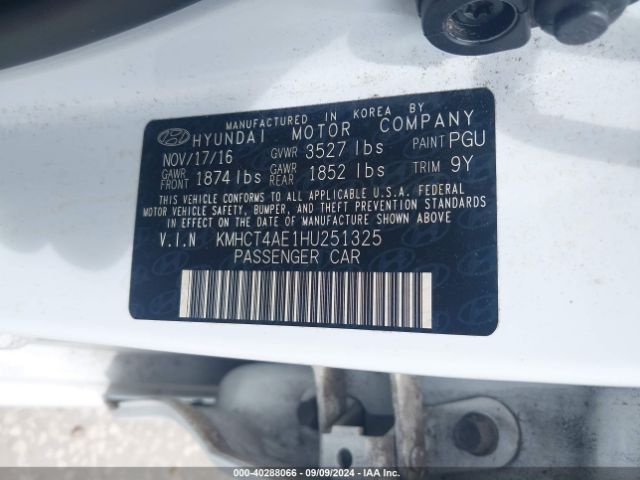 MANUFACTURED IN KOREA BY
HYUNDAI MOTOR COMPANY
NOV/17/16 GVWR 3527 lbs PAINT PGU
GAWR FRONT 1874 lbs GAWR REAR 1852 lbs TRIM 9Y
THIS VEHICLE CONFORMS TO ALL APPLICABLE U.S.A. FEDERAL
MOTOR VEHICLE SAFETY, BUMPER, AND THEFT PREVENTION STANDARDS
IN EFFECT ON THE DATE OF MANUFACTURE SHOWN ABOVE
V.I.N KMHCT4AE1HU251325
PASSENGER CAR
000-40288066 - 09/09/2024 - IAA Inc.